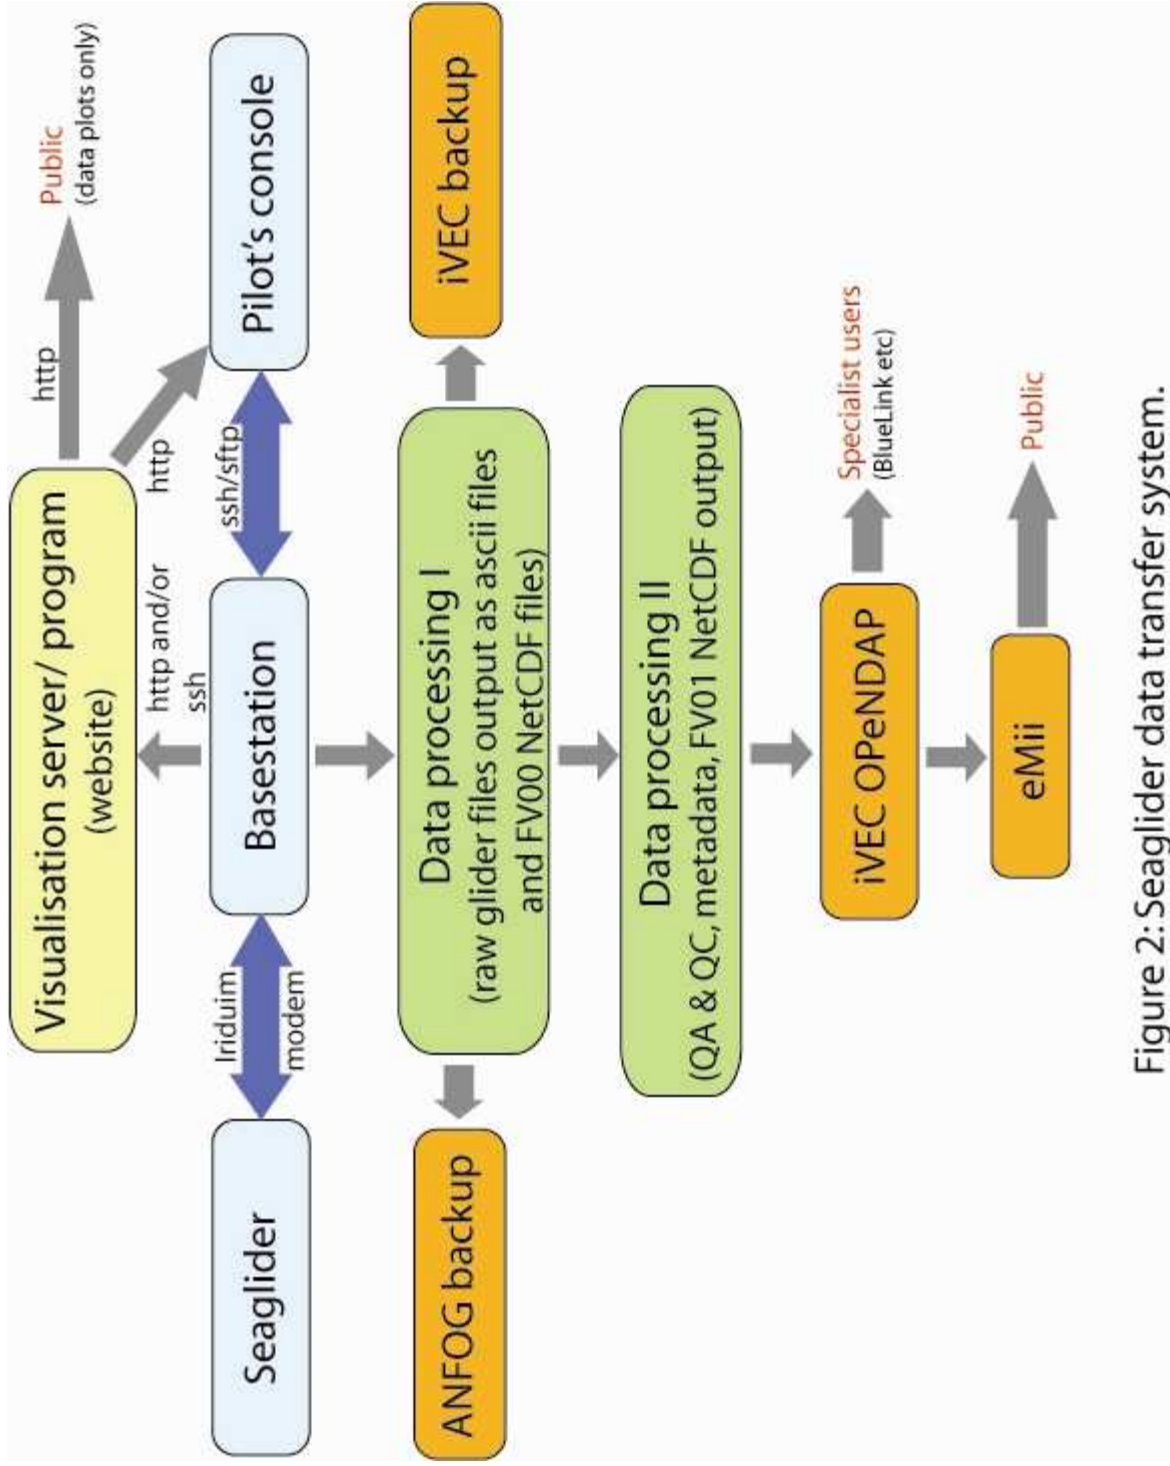 Visualisation server/ program
(website)
http
Public
(data plots only)
http and/or
ssh
http
Seaglider
Iriduim
modem
Basestation
ssh/sftp
Pilot's console
ANFOG backup
Data processing I
(raw glider files output as ascii files
and FV00 NetCDF files)
iVEC backup
Data processing II
(QA & QC, metadata, FV01 NetCDF output)
iVEC OPeNDAP
Specialist users
(BlueLink etc)
eMii
Public
Figure 2: Seaglider data transfer system.